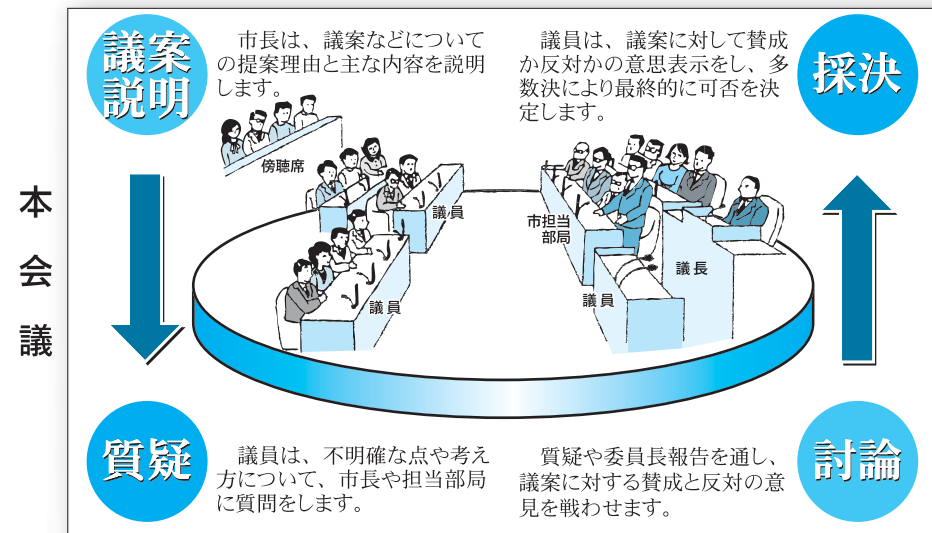 本会議
議案
説明
市長は、議案などについて
の提案理由と主な内容を説明
します。
議員は、議案に対して賛成
か反対かの意思表示をし、多
数決により最終的に可否を決
定します。
採決
傍聴席
議員
議員
市担当
部局
議長
議員
質疑
議員は、不明確な点や考え
方について、市長や担当部局
に質問をします。
質疑や委員長報告を通し、
議案に対する賛成と反対の意
見を戦わせます。
討論